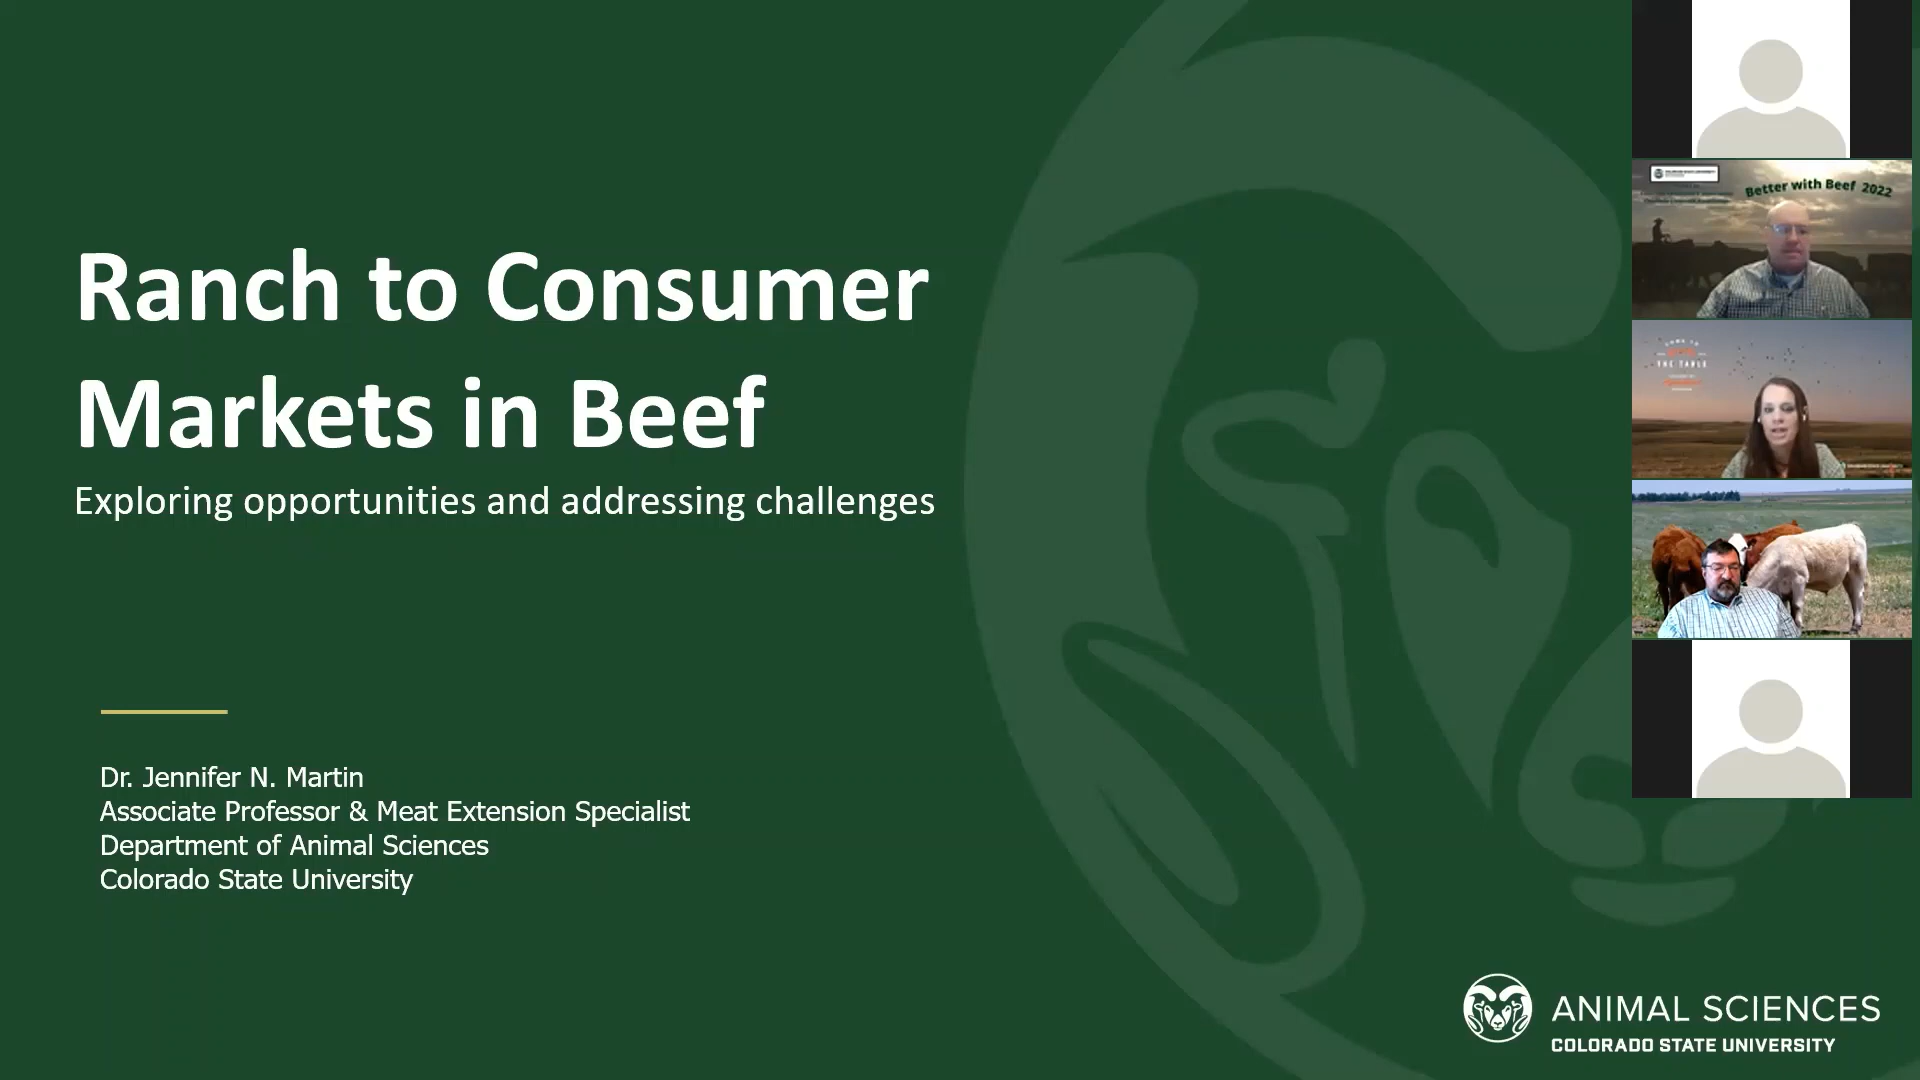 Ranch to Consumer
Markets in Beef
Exploring opportunities and addressing challenges
Dr. Jennifer N. Martin
Associate Professor & Meat Extension Specialist
Department of Animal Sciences
Colorado State University
Better with Beef 2022
THE TABLE
ANIMAL SCIENCES
COLORADO STATE UNIVERSITY